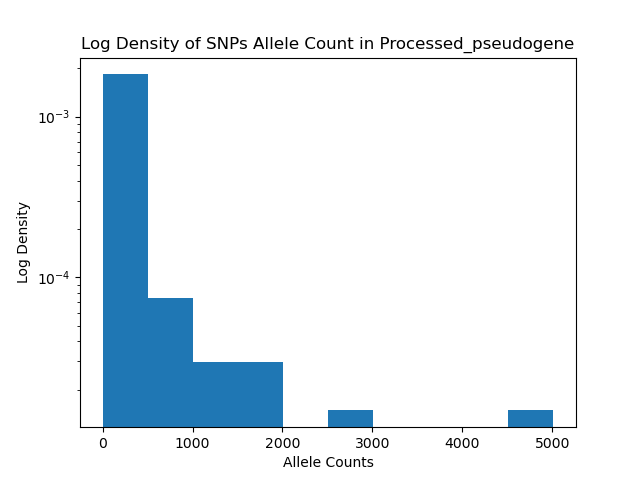 Log Density of SNPs Allele Count in Processed_pseudogene
Log Density
10⁻³
10⁻⁴
0 1000 2000 3000 4000 5000
Allele Counts